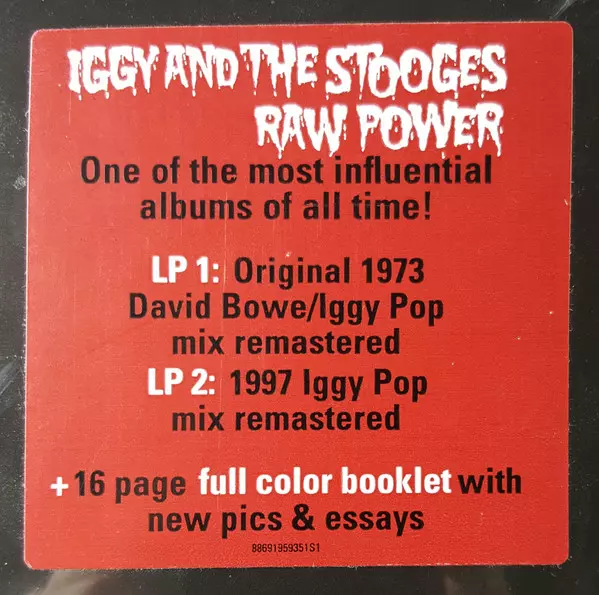 IGGY AND THE STOOGES
RAW POWER
One of the most influential
albums of all time!
LP 1: Original 1973
David Bowe/Iggy Pop
mix remastered
LP 2: 1997 Iggy Pop
mix remastered
+16 page full color booklet with
new pics & essays
88691959351S1